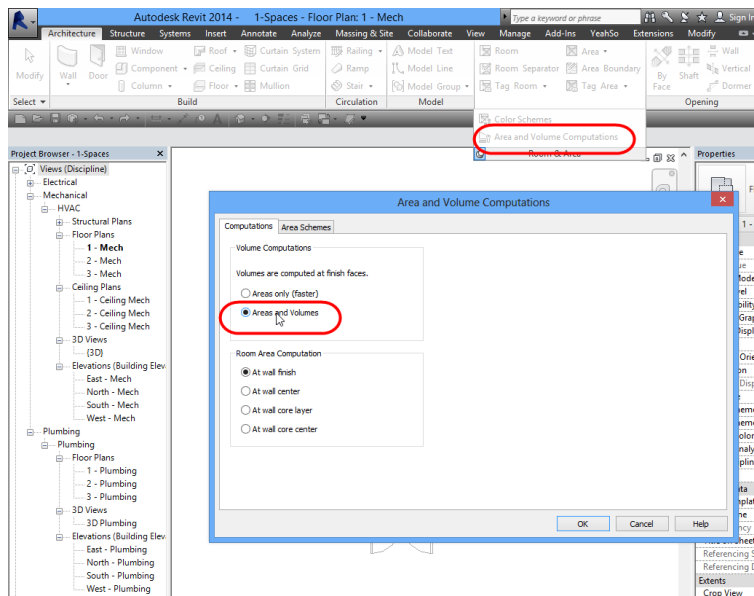 Autodesk Revit 2014 - 1-Spaces - Floor Plan: 1 - Mech
Type a keyword or phrase
Sign In
Architecture Structure Systems Insert Annotate Analyze Massing & Site Collaborate View Manage Add-Ins YeahSo Extensions Modify
Modify
Wall
Door
Window
Component
Column
Roof
Ceiling
Floor
Curtain System
Curtain Grid
Mullion
Railing
Ramp
Stair
Model Text
Model Line
Model Group
Room
Room Separator
Tag Room
Area
Area Boundary
Tag Area
By
Face
Shaft
Wall
Vertical
Dormer
Select Build Circulation Model Opening
Color Schemes
Area and Volume Computations
Room & Area
Project Browser - 1-Spaces
Views (Discipline)
Electrical
Mechanical
HVAC
Structural Plans
Floor Plans
1 - Mech
2 - Mech
3 - Mech
Ceiling Plans
1 - Ceiling Mech
2 - Ceiling Mech
3 - Ceiling Mech
3D Views
{3D}
Elevations (Building Elev
East - Mech
North - Mech
South - Mech
West - Mech
Plumbing
Plumbing
Floor Plans
1 - Plumbing
2 - Plumbing
3 - Plumbing
3D Views
3D Plumbing
Elevations (Building Elev
East - Plumbing
North - Plumbing
South - Plumbing
West - Plumbing
Area and Volume Computations
Computations Area Schemes
Volume Computations
Volumes are computed at finish faces.
Areas only (faster)
Areas and Volumes
Room Area Computation
At wall finish
At wall center
At wall core layer
At wall core center
OK Cancel Help
Properties
Referencing S
Referencing D
Extents
Crop View